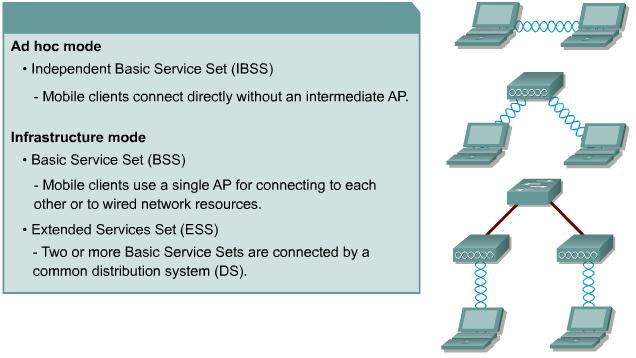 Ad hoc mode
• Independent Basic Service Set (IBSS)
- Mobile clients connect directly without an intermediate AP.
Infrastructure mode
• Basic Service Set (BSS)
- Mobile clients use a single AP for connecting to each
other or to wired network resources.
• Extended Services Set (ESS)
- Two or more Basic Service Sets are connected by a
common distribution system (DS).